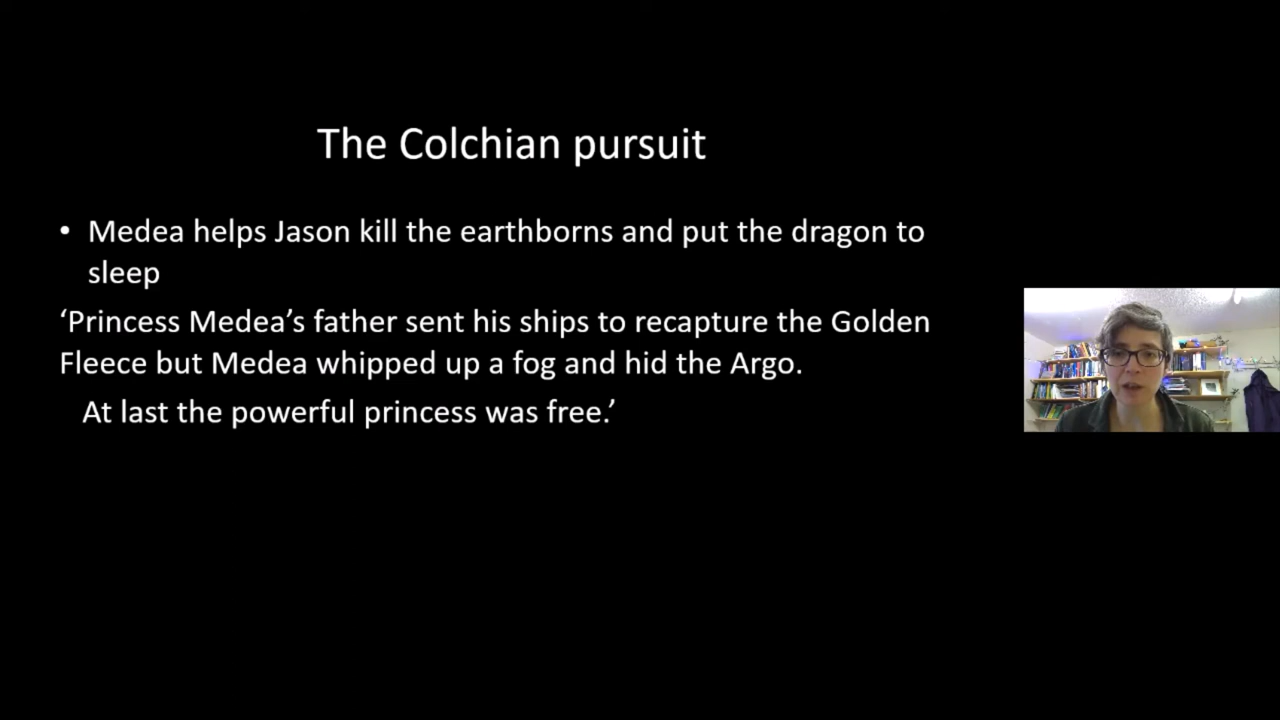 The Colchian pursuit
• Medea helps Jason kill the earthborns and put the dragon to
sleep
‘Princess Medea’s father sent his ships to recapture the Golden
Fleece but Medea whipped up a fog and hid the Argo.
At last the powerful princess was free.’